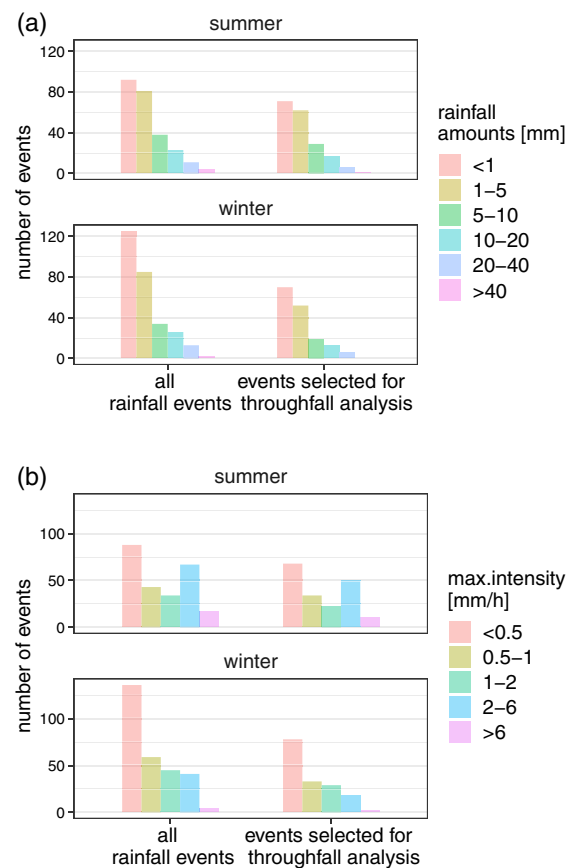 (a)
summer
120
80
40
0
winter
120
80
40
0
number of events
all
rainfall events
events selected for
throughfall analysis
rainfall
amounts [mm]
<1
1−5
5−10
10−20
20−40
>40
(b)
summer
100
50
0
winter
100
50
0
number of events
all
rainfall events
events selected for
throughfall analysis
max.intensity
[mm/h]
<0.5
0.5−1
1−2
2−6
>6